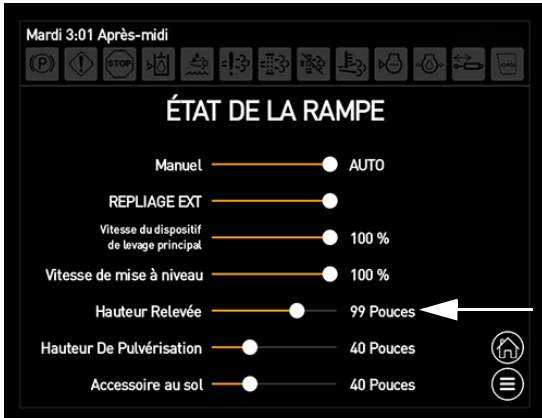 Mardi 3:01 Après-midi
(P) STOP
ÉTAT DE LA RAMPE
Manuel AUTO
REPLIAGE EXT
Vitesse du dispositif
de levage principal 100 %
Vitesse de mise à niveau 100 %
Hauteur Relevée 99 Pouces
Hauteur De Pulvérisation 40 Pouces
Accessoire au sol 40 Pouces